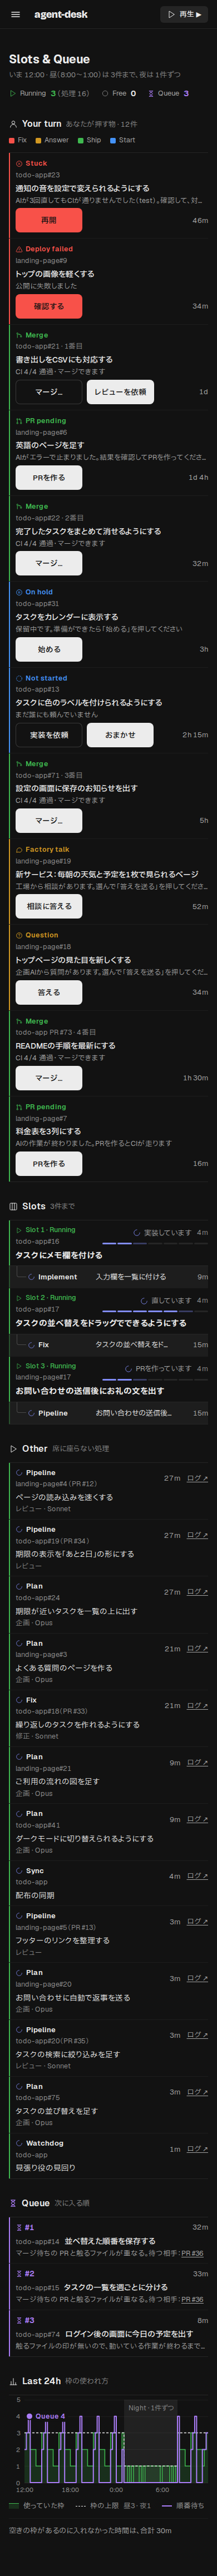 agent-desk
再生 ▶
Slots & Queue
いま 12:00 · 昼(8:00〜1:00) は 3件まで, 夜は 1件ずつ
Running 3 (処理 16)
Free 0
Queue 3
Your turn あなたが押す物 · 12件
Fix
Answer
Ship
Start
Stuck
todo-app#23
通知の音を設定で変えられるようにする
AIが3回直してもCIが通りませんでした(test)。確認して、対…
再開
46m
Deploy failed
landing-page#9
トップの画像を軽くする
公開に失敗しました
確認する
34m
Merge
todo-app#21 · 1番目
書き出しをCSVにも対応する
CI 4/4 通過 · マージできます
マージ…
レビューを依頼
1d
PR pending
landing-page#6
英語のページを足す
AIがエラーで止まりました。結果を確認してPRを作ってくださ…
PRを作る
1d 4h
Merge
todo-app#22 · 2番目
完了したタスクをまとめて消せるようにする
CI 4/4 通過 · マージできます
マージ…
32m
On hold
todo-app#31
タスクをカレンダーに表示する
保留中です。準備ができたら「始める」を押してください
始める
3h
Not started
todo-app#13
タスクに色のラベルを付けられるようにする
まだ誰にも頼んでいません
実装を依頼
おまかせ
2h 15m
Merge
todo-app#71 · 3番目
設定の画面に保存のお知らせを出す
CI 4/4 通過 · マージできます
マージ…
5h
Factory talk
landing-page#19
新サービス: 毎朝の天気と予定を1枚で見られるページ
工場から相談があります。選んで「答えを送る」を押してくださ…
相談に答える
52m
Question
landing-page#18
トップページの見た目を新しくする
企画AIから質問があります。選んで「答えを送る」を押してくだ…
答える
34m
Merge
todo-app PR #73 · 4番目
READMEの手順を最新にする
CI 4/4 通過 · マージできます
マージ…
1h 30m
PR pending
landing-page#7
料金表を3列にする
AIの作業が終わりました。PRを作るとCIが走ります
PRを作る
16m
Slots 3件まで
Slot 1 · Running
実装しています 4m
todo-app#16
タスクにメモ欄を付ける
Implement 入力欄を一覧に付ける 9m
Slot 2 · Running
直しています 4m
todo-app#17
タスクの並べ替えをドラッグでできるようにする
Fix タスクの並べ替えをド… 15m
Slot 3 · Running
PRを作っています 4m
landing-page#17
お問い合わせの送信後にお礼の文を出す
Pipeline お問い合わせの送信後… 15m
Other 席に座らない処理
Pipeline
27m ログ↗
landing-page#4 (PR #12)
ページの読み込みを速くする
レビュー · Sonnet
Pipeline
27m ログ↗
todo-app#19 (PR #34)
期限の表示を「あと2日」の形にする
レビュー
Plan
27m ログ↗
todo-app#24
期限が近いタスクを一覧の上に出す
企画 · Opus
Plan
21m ログ↗
landing-page#3
よくある質問のページを作る
企画 · Opus
Fix
21m ログ↗
todo-app#18 (PR #33)
繰り返しのタスクを作れるようにする
修正 · Sonnet
Plan
9m ログ↗
landing-page#21
ご利用の流れの図を足す
企画 · Opus
Plan
9m ログ↗
todo-app#41
ダークモードに切り替えられるようにする
企画 · Opus
Sync
4m ログ↗
todo-app
配布の同期
Pipeline
3m ログ↗
landing-page#5 (PR #13)
フッターのリンクを整理する
レビュー
Plan
3m ログ↗
landing-page#20
お問い合わせに自動で返事を送る
企画 · Opus
Pipeline
3m ログ↗
todo-app#20 (PR #35)
タスクの検索に絞り込みを足す
レビュー · Sonnet
Plan
3m ログ↗
todo-app#75
タスクの並び替えを足す
企画 · Opus
Watchdog
1m ログ↗
todo-app
見張り役の見回り
Queue 次に入る順
#1 32m
todo-app#14 並べ替えた順番を保存する
マージ待ちの PR と触るファイルが重なる。待つ相手: PR #36
#2 33m
todo-app#15 タスクの一覧を週ごとに分ける
マージ待ちの PR と触るファイルが重なる。待つ相手: PR #36
#3 8m
todo-app#74 ログイン後の画面に今日の予定を出す
触るファイルの印が無いので、動いている作業が終わるまで…
Last 24h 枠の使われ方
Night · 1件ずつ
Queue 4
5
4
3
2
1
0
12:00
18:00
0:00
6:00
使っていた枠
枠の上限 昼3 · 夜1
順番待ち
空きの枠があるのに入れなかった時間は、合計 30m